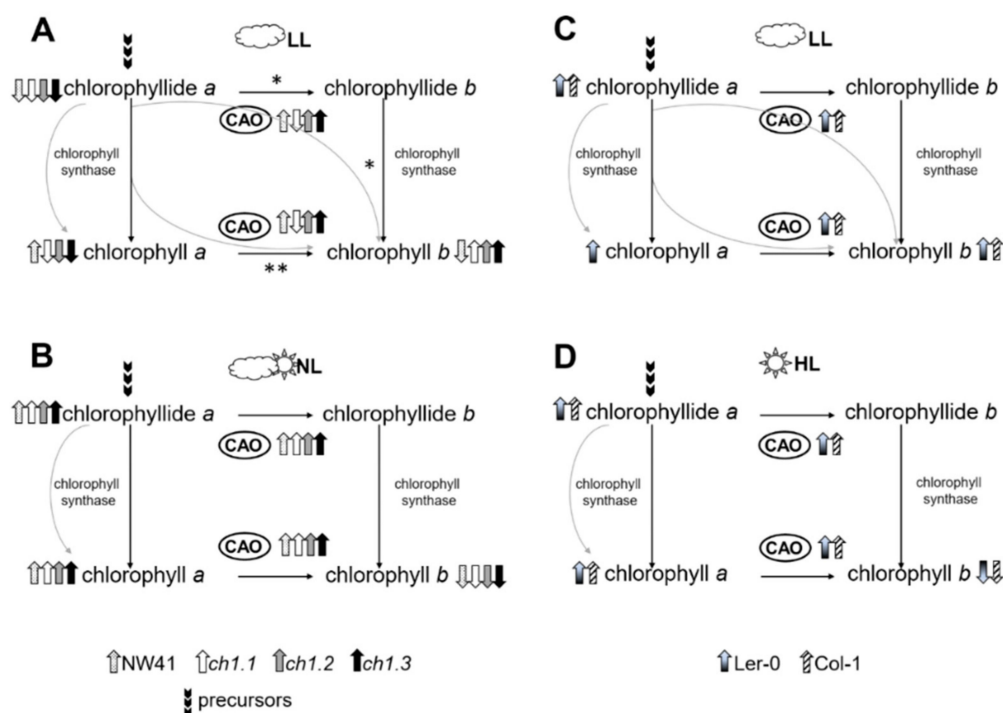 A LL C LL
chlorophyllide a * chlorophyllide b chlorophyllide a chlorophyllide b
CAO CAO
chlorophyll synthase * chlorophyll synthase chlorophyll synthase chlorophyll synthase
CAO CAO
chlorophyll a ** chlorophyll b chlorophyll a chlorophyll b
B NL D HL
chlorophyllide a chlorophyllide b chlorophyllide a chlorophyllide b
CAO CAO
chlorophyll synthase chlorophyll synthase chlorophyll synthase chlorophyll synthase
CAO CAO
chlorophyll a chlorophyll b chlorophyll a chlorophyll b
NW41 ch1.1 ch1.2 ch1.3 Ler-0 Col-1
precursors